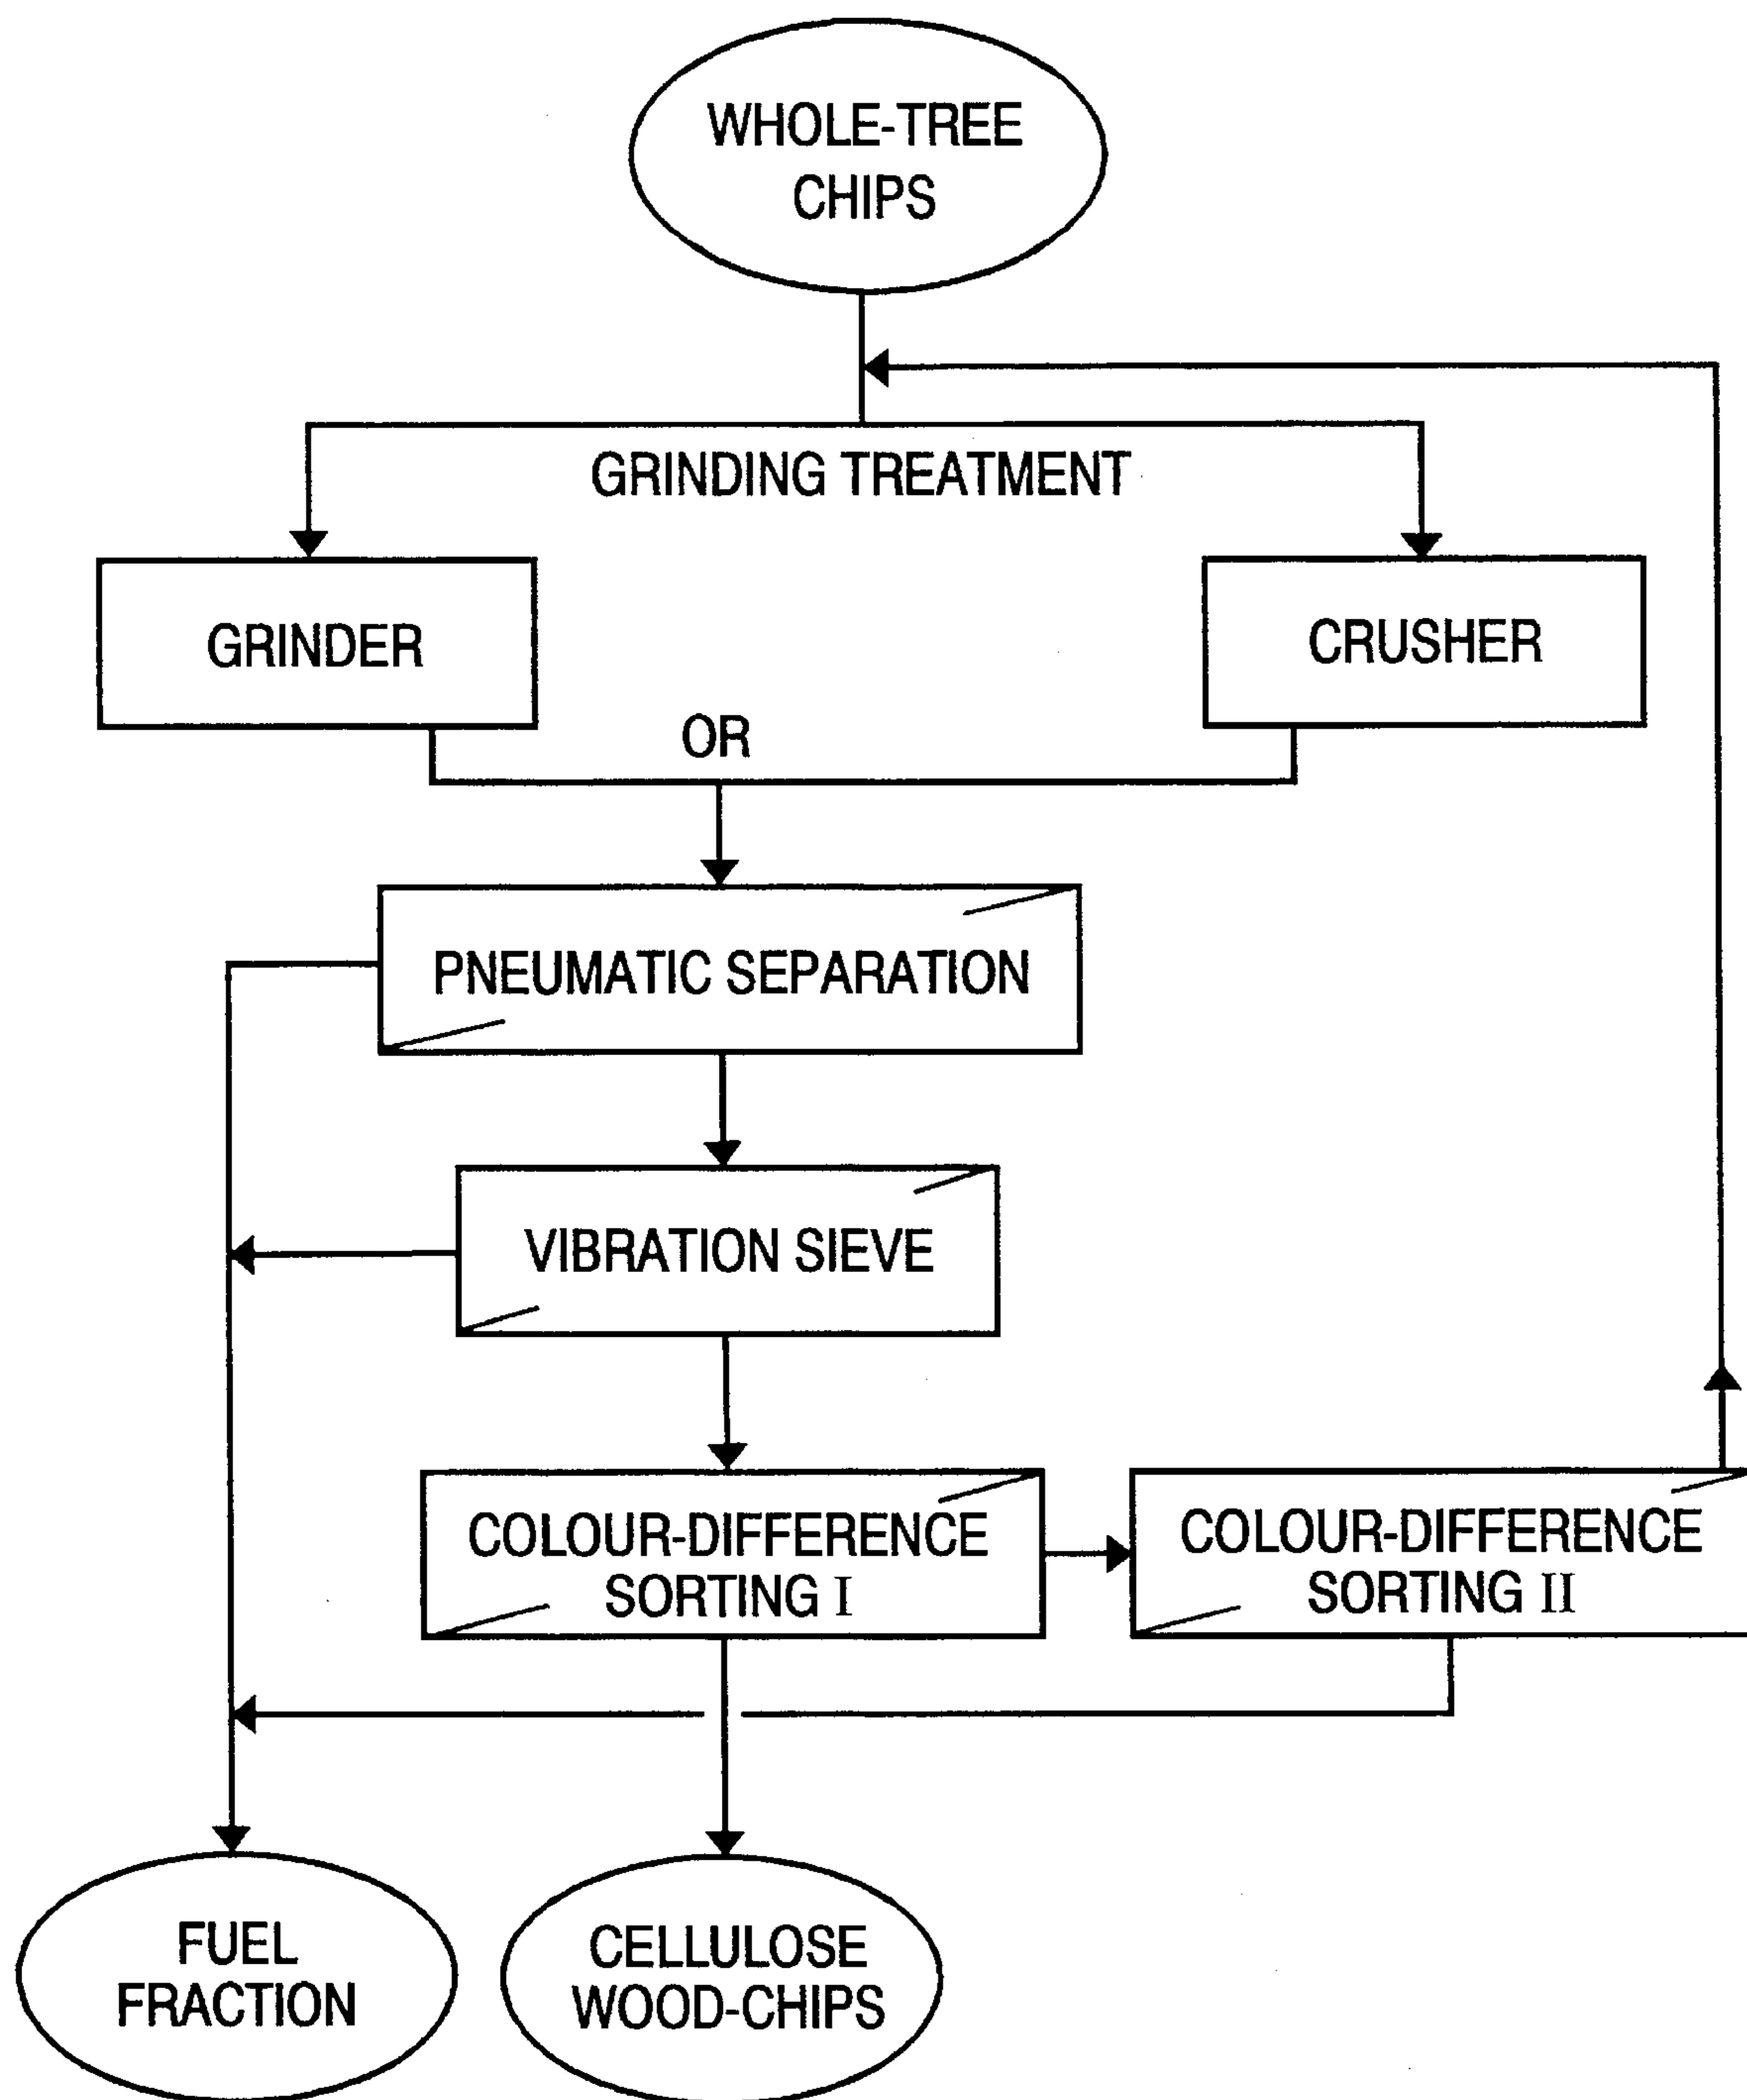 WHOLE-TREE
CHIPS
GRINDING TREATMENT
GRINDER
CRUSHER
OR
PNEUMATIC SEPARATION
VIBRATION SIEVE
COLOUR-DIFFERENCE
SORTING I
COLOUR-DIFFERENCE
SORTING II
FUEL
FRACTION
CELLULOSE
WOOD-CHIPS